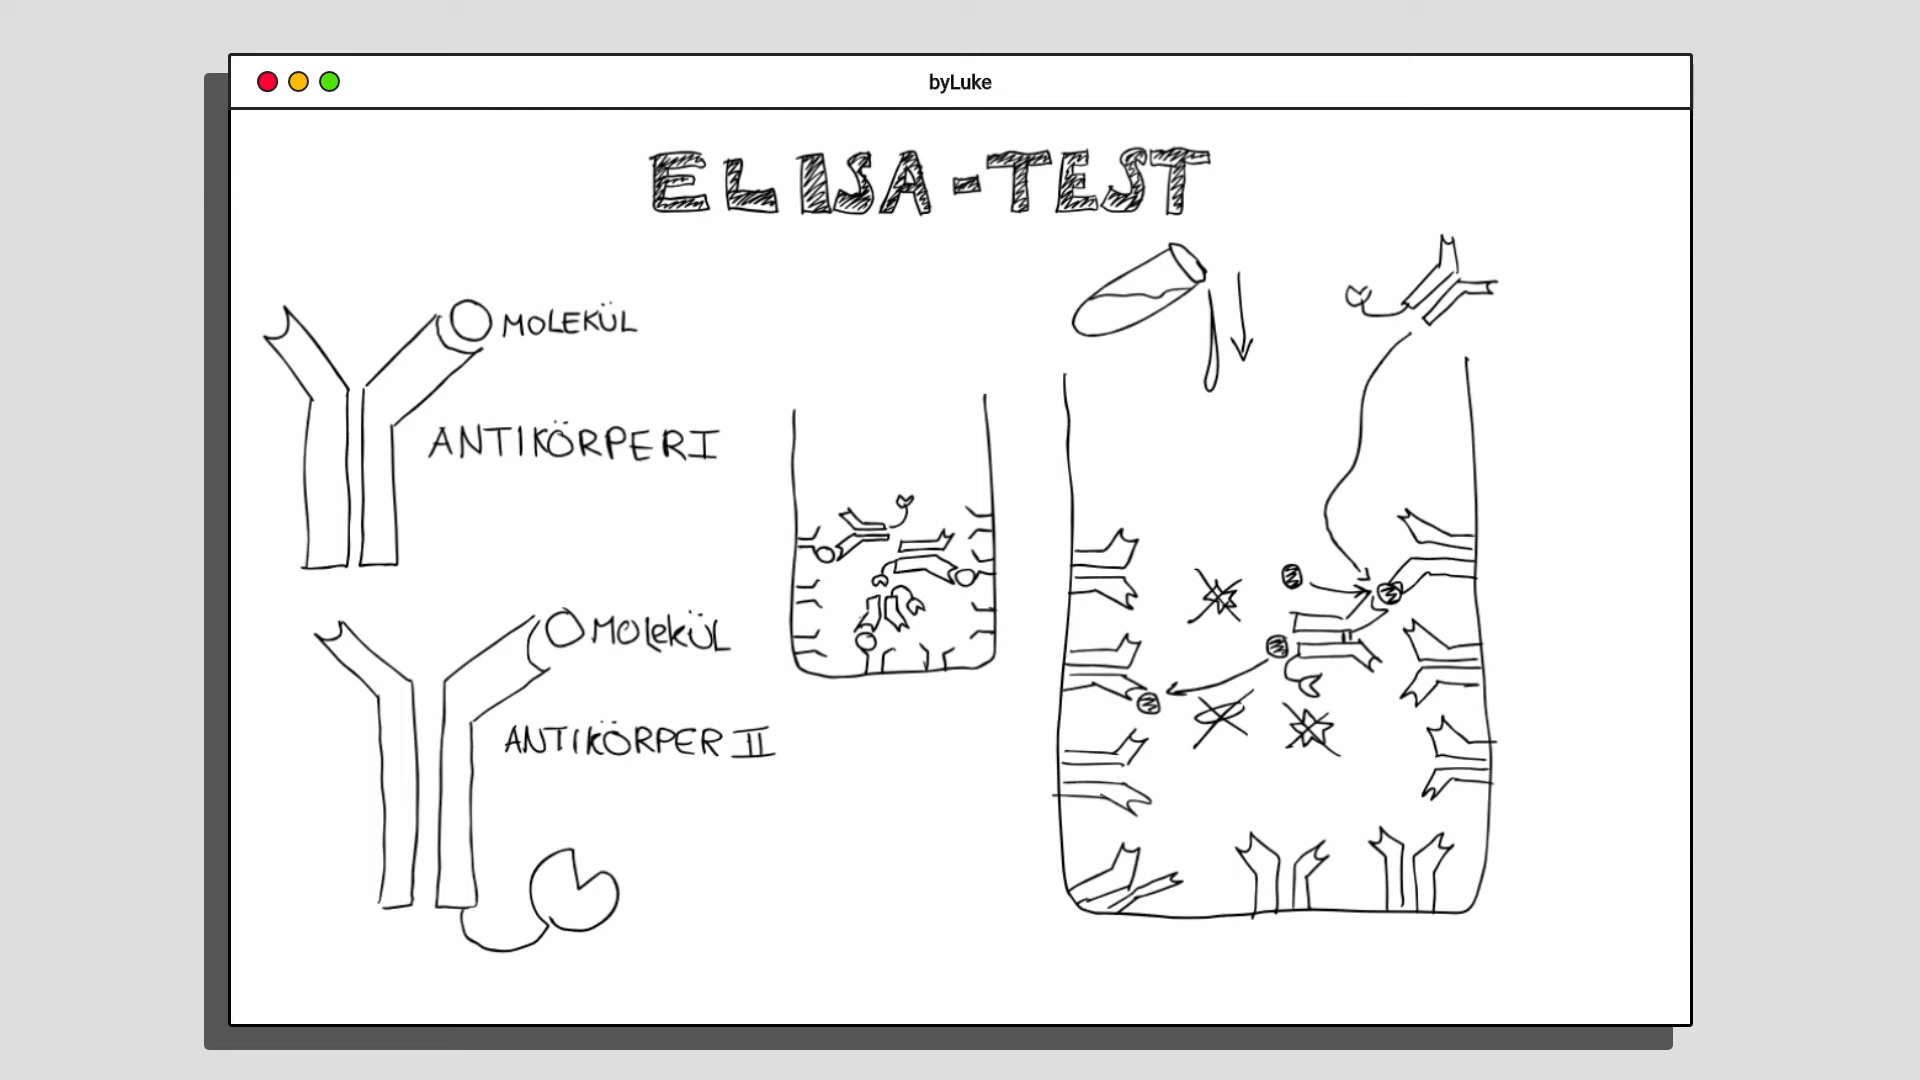 byLuke
ELISA-TEST
MOLEKÜL
ANTIKÖRPER I
MOLEKÜL
ANTIKÖRPER II